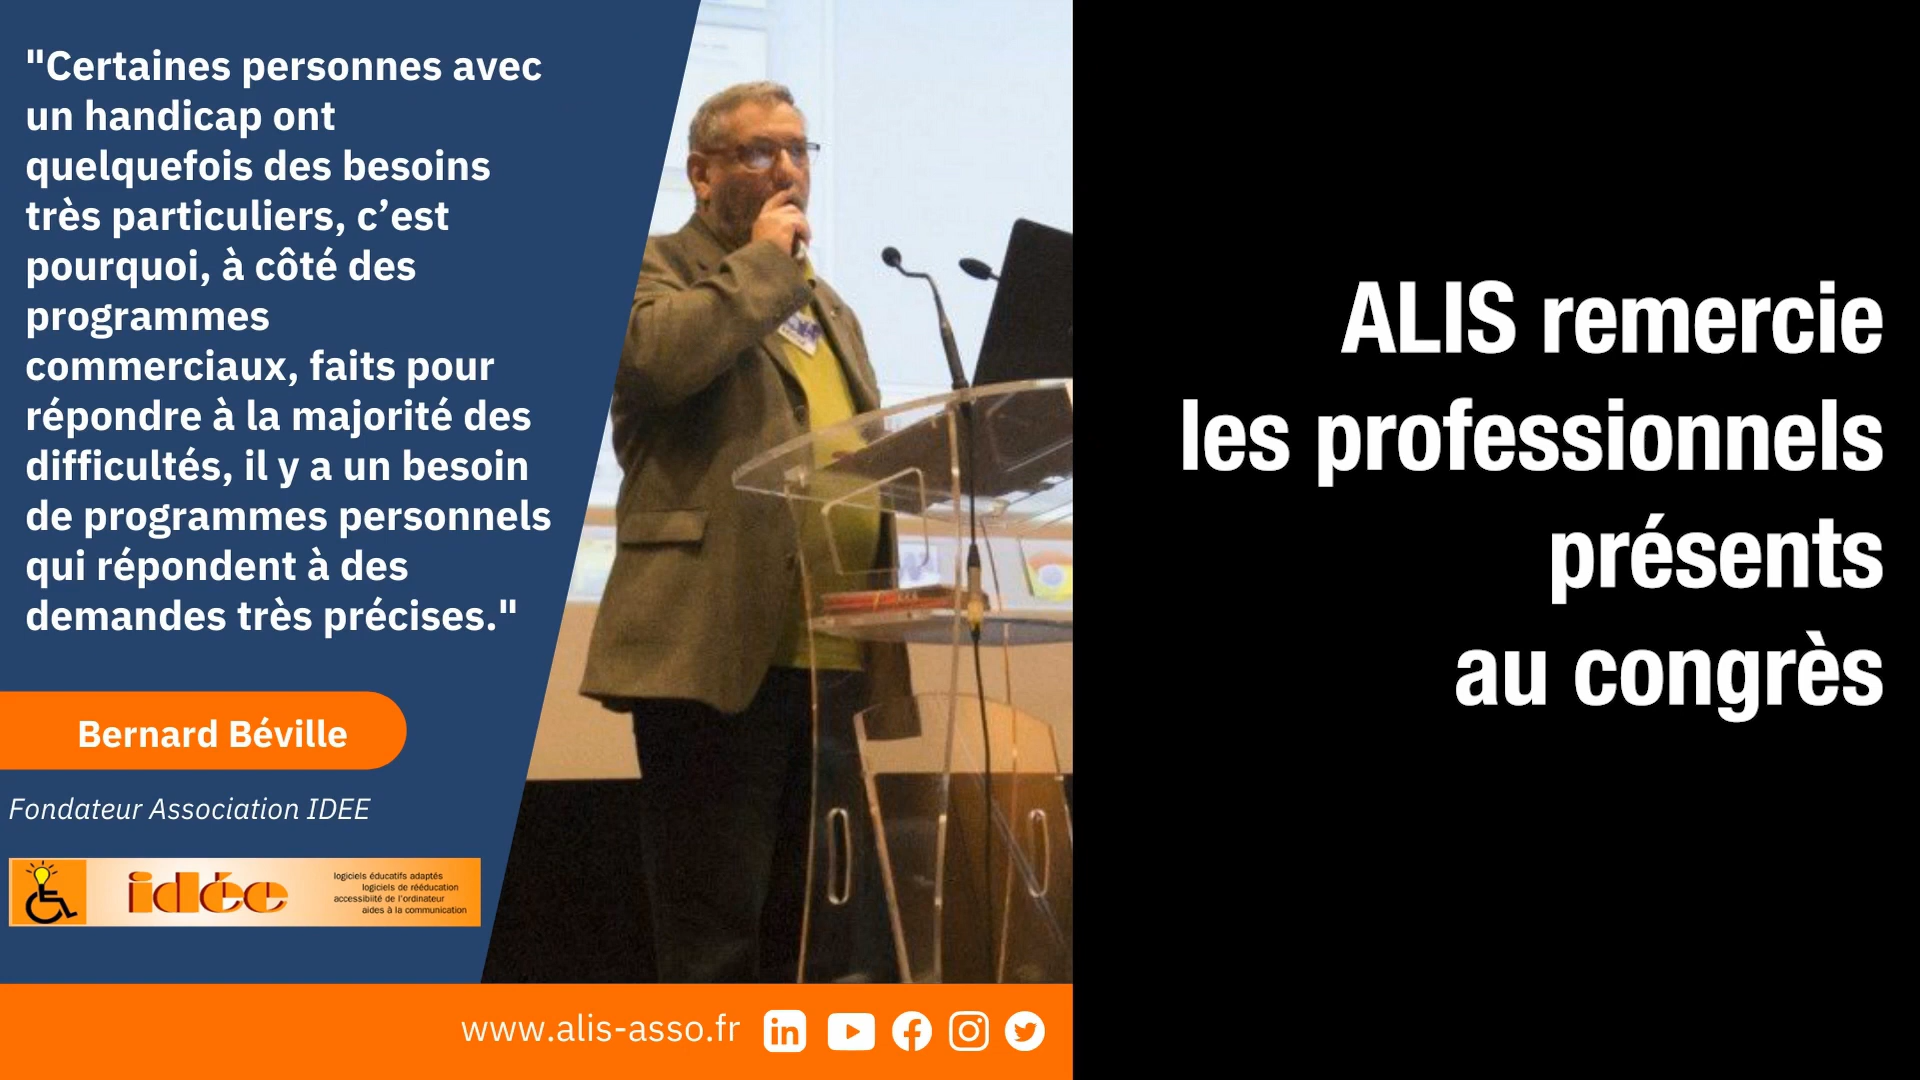 "Certaines personnes avec
un handicap ont
quelquefois des besoins
très particuliers, c’est
pourquoi, à côté des
programmes
commerciaux, faits pour
répondre à la majorité des
difficultés, il y a un besoin
de programmes personnels
qui répondent à des
demandes très précises."
Bernard Béville
Fondateur Association IDEE
idée
logiciels éducatifs adaptés
logiciels de rééducation
accessibiité de l'ordinateur
aides à la communication
www.alis-asso.fr
ALIS remercie
les professionnels
présents
au congrès